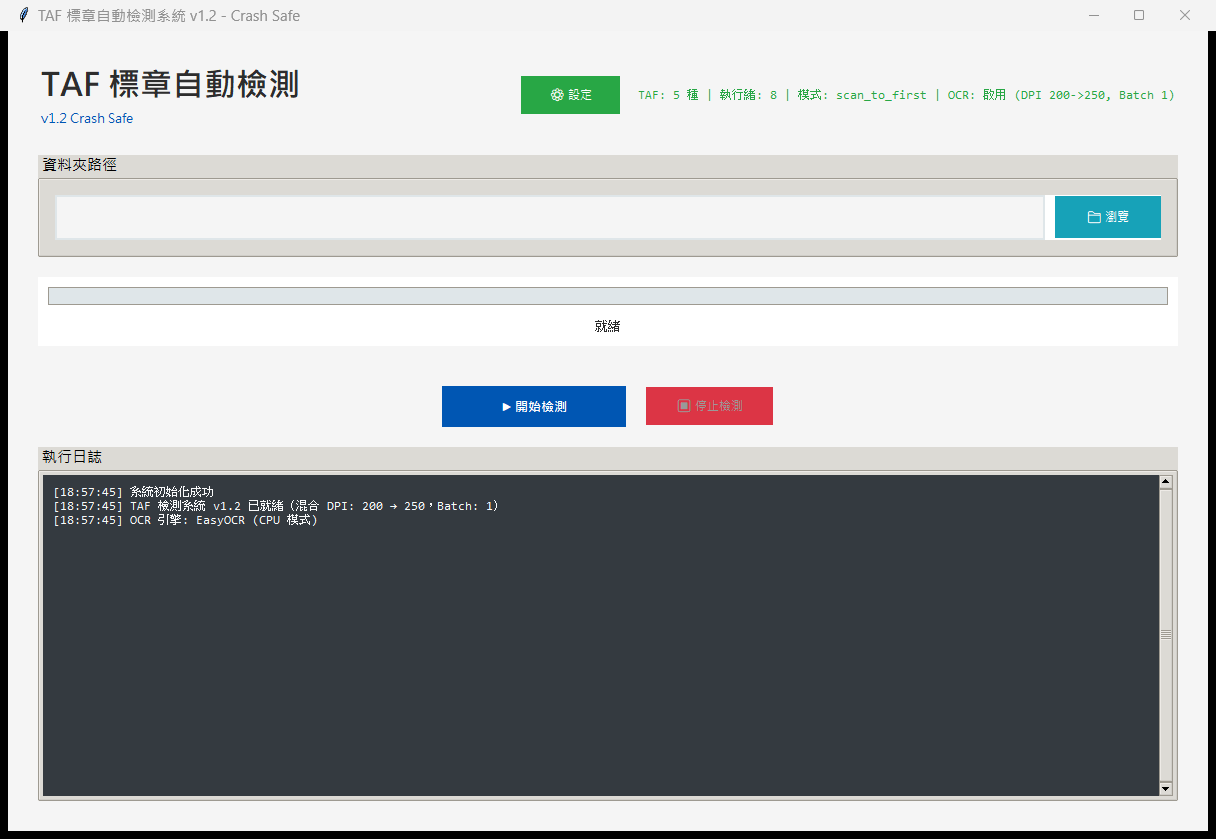 TAF 標章自動檢測系統 v1.2 - Crash Safe
TAF 標章自動檢測
v1.2 Crash Safe
設定
TAF: 5 種 | 執行緒: 8 | 模式: scan_to_first | OCR: 啟用 (DPI 200->250, Batch 1)
資料夾路徑
瀏覽
就緒
▶ 開始檢測
停止檢測
執行日誌
[18:57:45] 系統初始化成功
[18:57:45] TAF 檢測系統 v1.2 已就緒（混合 DPI: 200 → 250，Batch: 1）
[18:57:45] OCR 引擎: EasyOCR (CPU 模式)